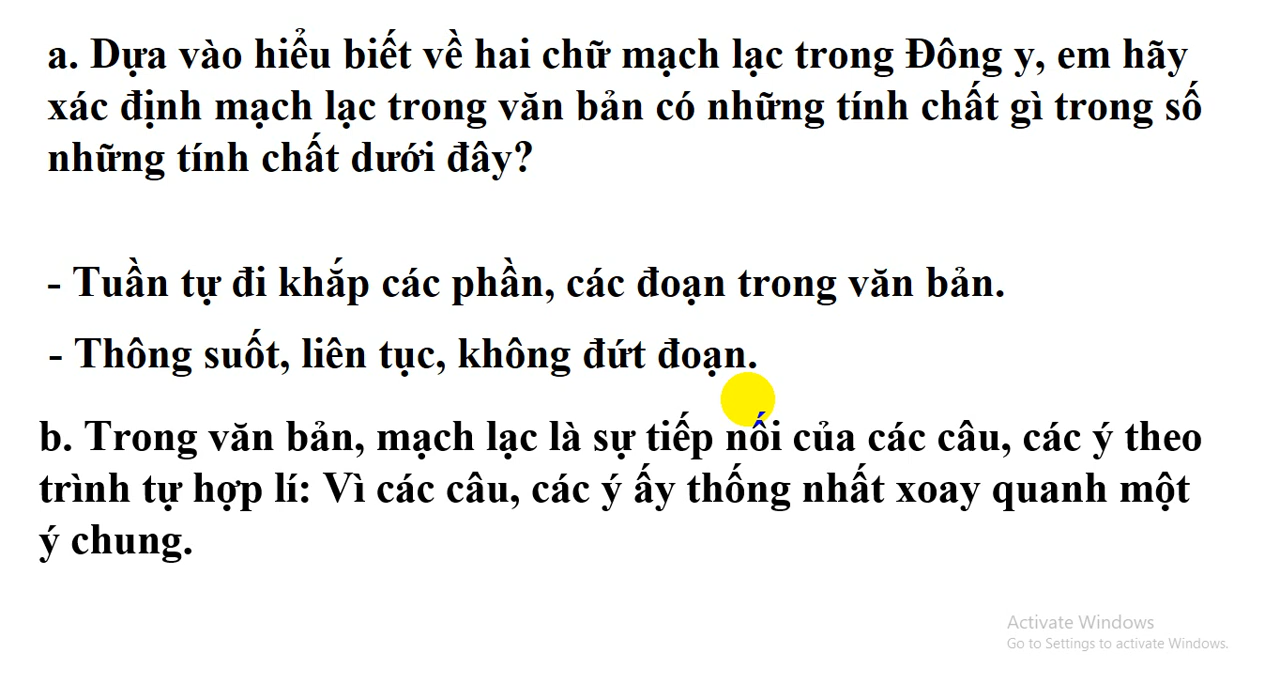 a. Dựa vào hiểu biết về hai chữ mạch lạc trong Đông y, em hãy
xác định mạch lạc trong văn bản có những tính chất gì trong số
những tính chất dưới đây?
- Tuần tự đi khắp các phần, các đoạn trong văn bản.
- Thông suốt, liên tục, không đứt đoạn.
b. Trong văn bản, mạch lạc là sự tiếp nối của các câu, các ý theo
trình tự hợp lí: Vì các câu, các ý ấy thống nhất xoay quanh một
ý chung.
Activate Windows
Go to Settings to activate Windows.